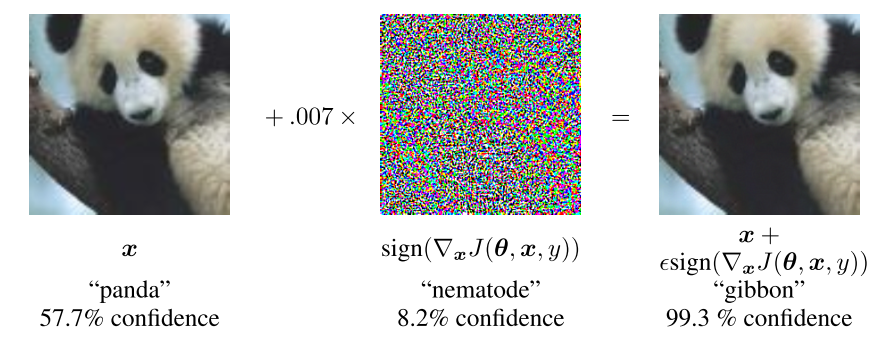 + .007 ×
=
x
sign(∇ₓJ(θ, x, y))
x +
ϵsign(∇ₓJ(θ, x, y))
“panda”
“nematode”
“gibbon”
57.7% confidence
8.2% confidence
99.3 % confidence